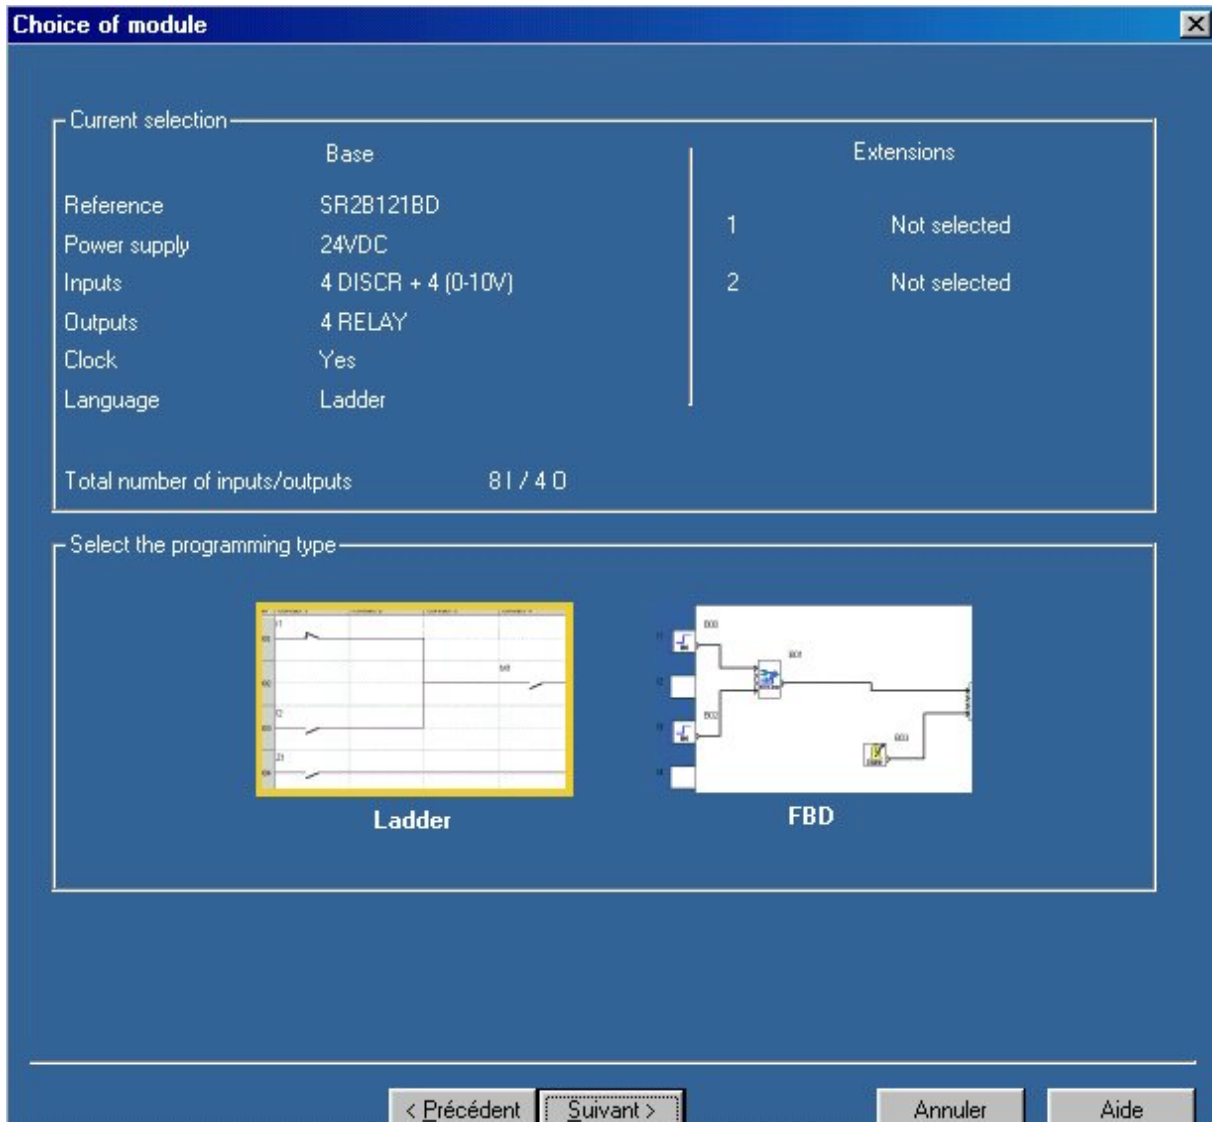 Choice of module
Current selection
Base
Extensions
Reference SR2B121BD
1 Not selected
Power supply 24VDC
Inputs 4 DISCR + 4 (0-10V)
2 Not selected
Outputs 4 RELAY
Clock Yes
Language Ladder
Total number of inputs/outputs 8 I / 4 O
Select the programming type
Ladder
FBD
< Précédent
Suivant >
Annuler
Aide